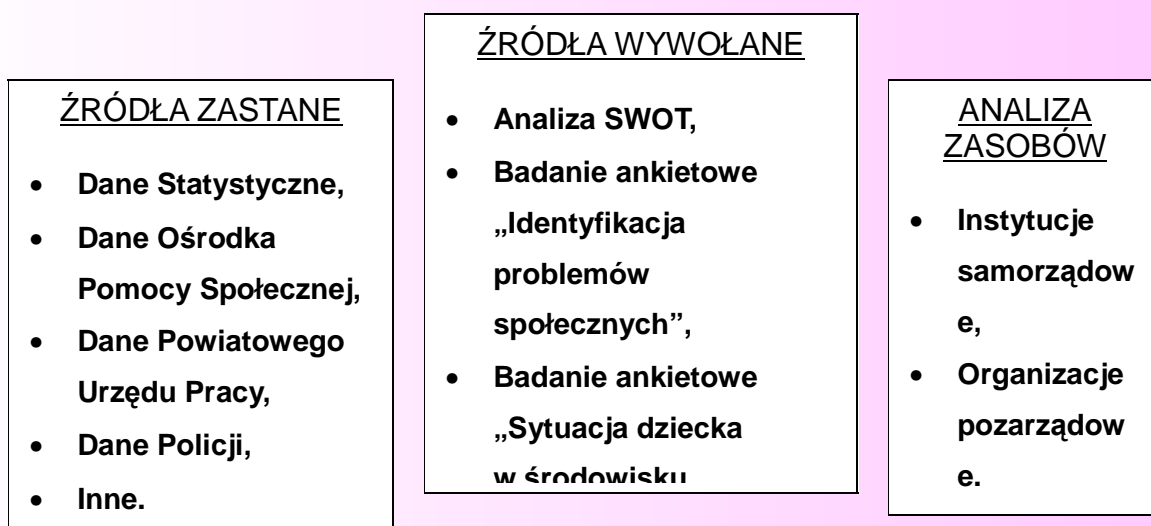 ŹRÓDŁA ZASTANE
• Dane Statystyczne,
• Dane Ośrodka
Pomocy Społecznej,
• Dane Powiatowego
Urzędu Pracy,
• Dane Policji,
• Inne.
ŹRÓDŁA WYWOŁANE
• Analiza SWOT,
• Badanie ankietowe
„Identyfikacja
problemów
społecznych”,
• Badanie ankietowe
„Sytuacja dziecka
w środowisku
ANALIZA
ZASOBÓW
• Instytucje
samorządow
e,
• Organizacje
pozarządow
e.